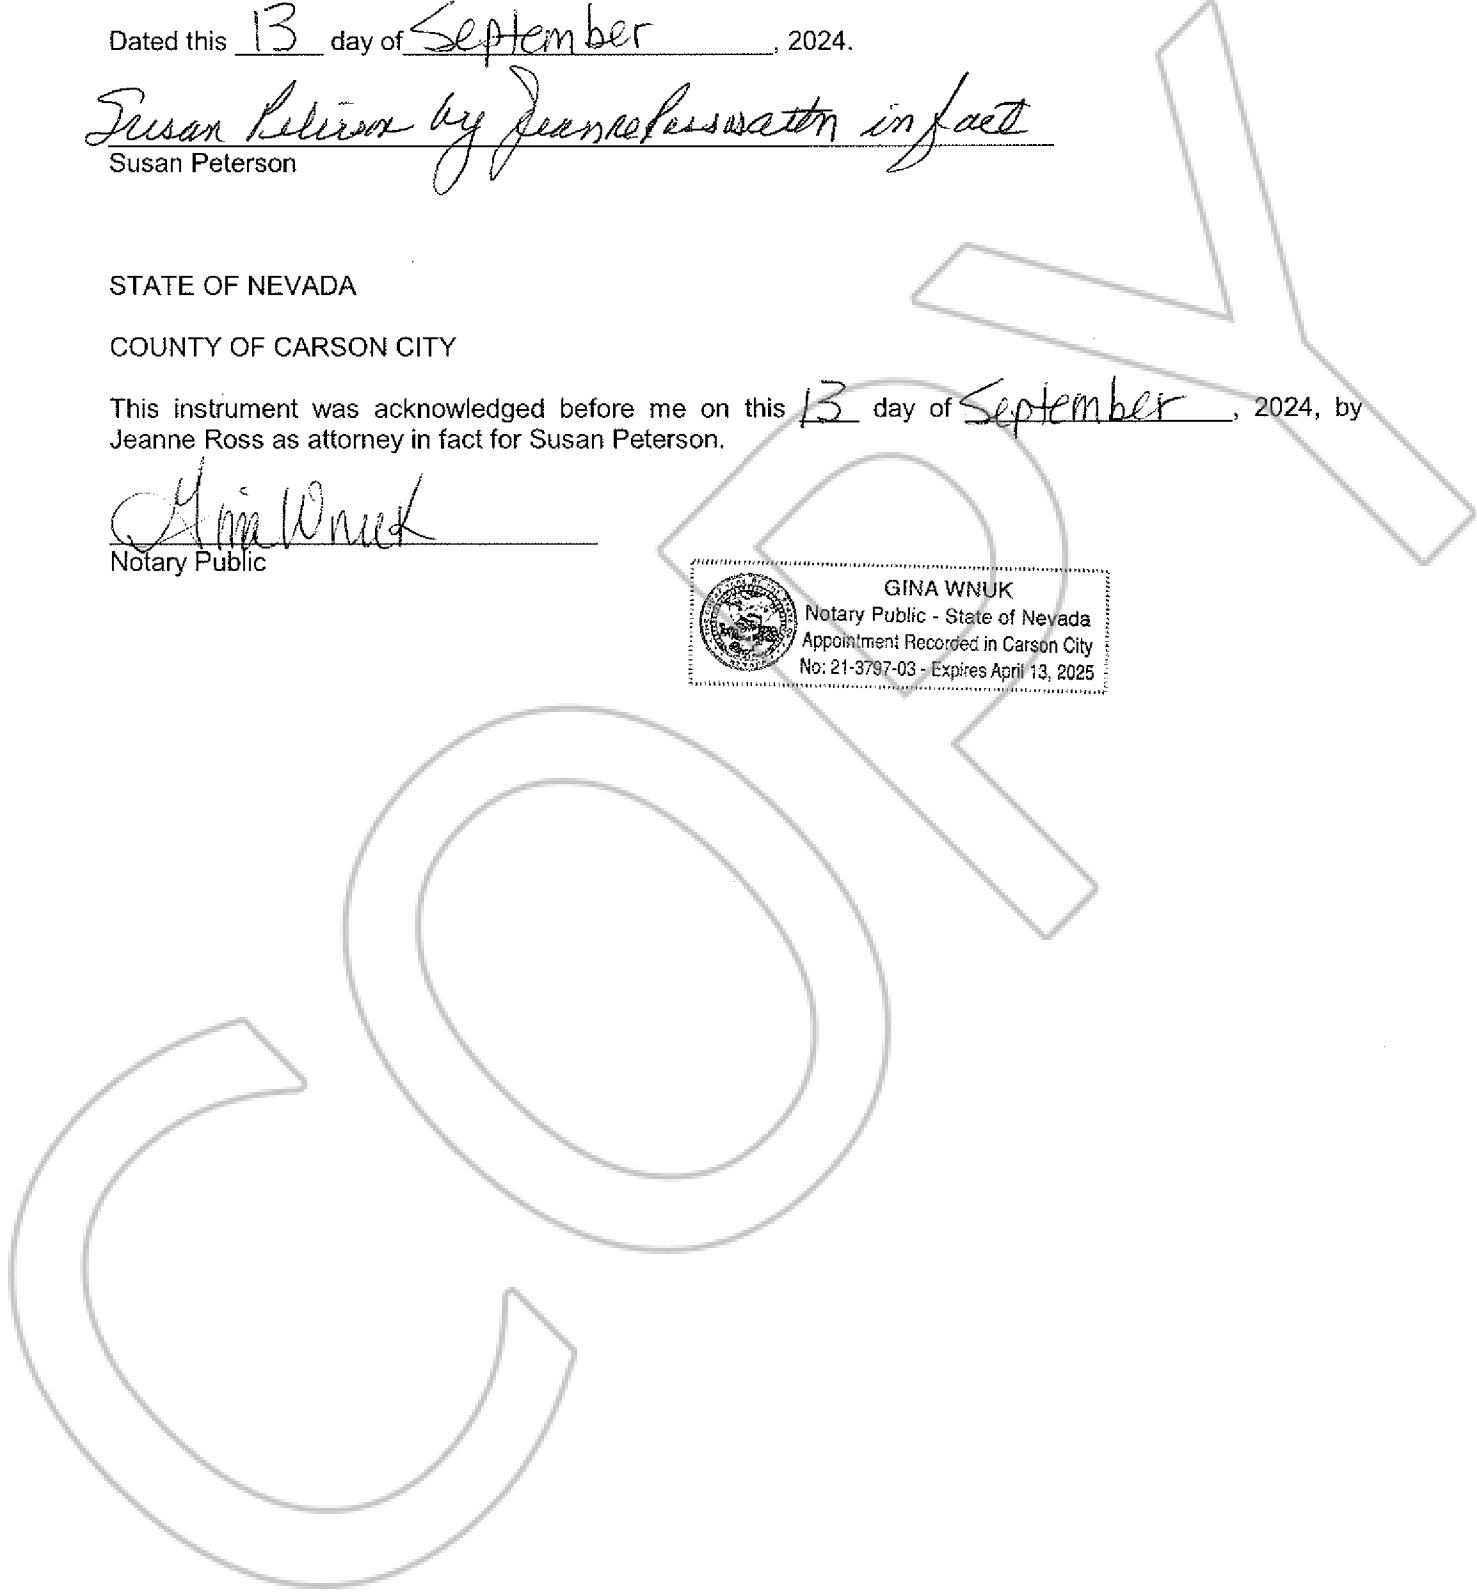 Dated this 13 day of September, 2024.
Susan Peterson by Jeanne Ross attn in fact
Susan Peterson
STATE OF NEVADA
COUNTY OF CARSON CITY
This instrument was acknowledged before me on this 13 day of September, 2024, by
Jeanne Ross as attorney in fact for Susan Peterson.
Gina Wnuk
Notary Public
GINA WNUK
Notary Public - State of Nevada
Appointment Recorded in Carson City
No: 21-3797-03 - Expires April 13, 2025
COPY